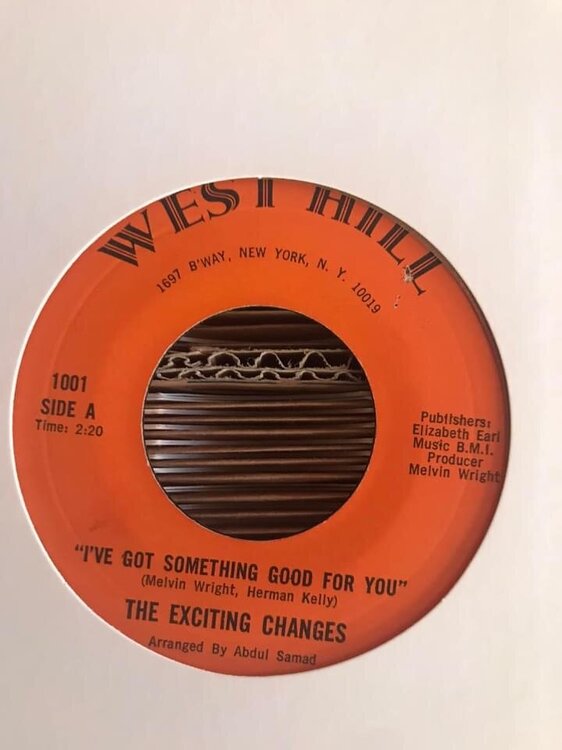 WEST HILL
1697 B'WAY, NEW YORK, N. Y. 10019
1001
SIDE A
Time: 2:20
Publishers:
Elizabeth Earl
Music B.M.I.
Producer
Melvin Wright
"I'VE GOT SOMETHING GOOD FOR YOU"
(Melvin Wright, Herman Kelly)
THE EXCITING CHANGES
Arranged By Abdul Samad